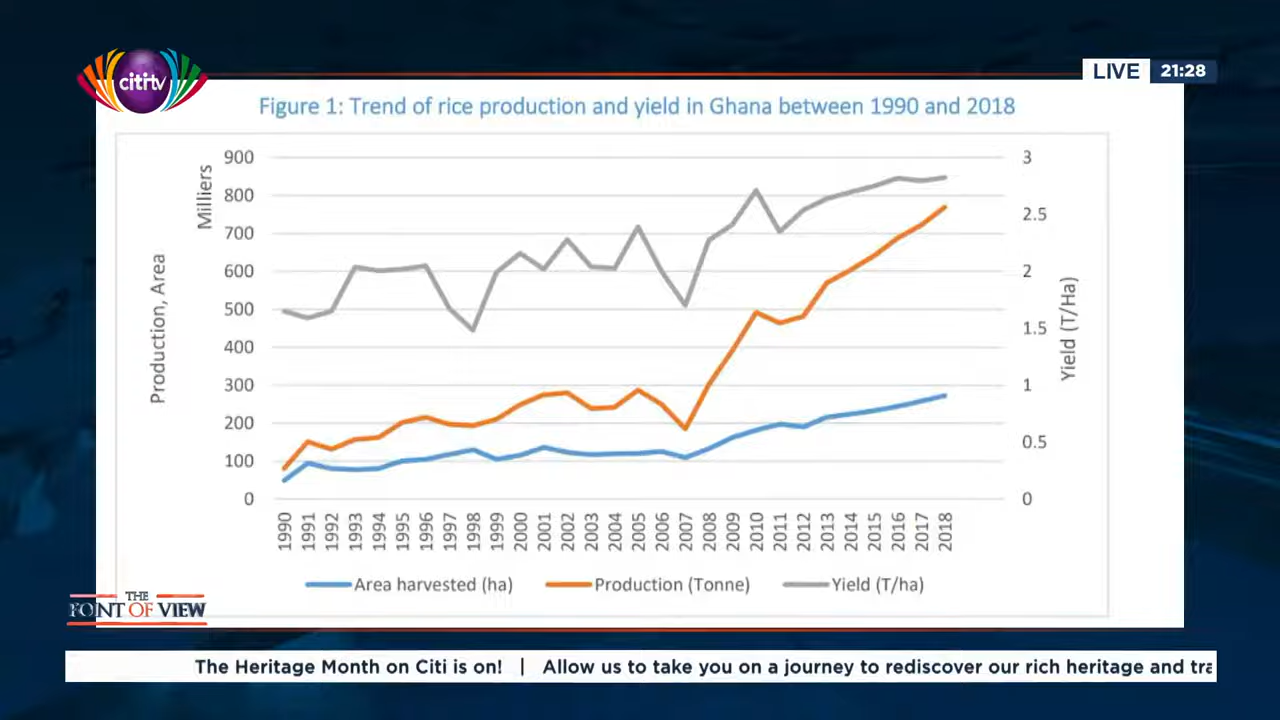 citi tv
LIVE 21:28
Figure 1: Trend of rice production and yield in Ghana between 1990 and 2018
Milliers
Production, Area
900
800
700
600
500
400
300
200
100
0
3
2.5
2
1.5
1
0.5
0
Yield (T/Ha)
1990 1991 1992 1993 1994 1995 1996 1997 1998 1999 2000 2001 2002 2003 2004 2005 2006 2007 2008 2009 2010 2011 2012 2013 2014 2015 2016 2017 2018
Area harvested (ha) Production (Tonne) Yield (T/ha)
THE
POINT OF VIEW
The Heritage Month on Citi is on! | Allow us to take you on a journey to rediscover our rich heritage and tra